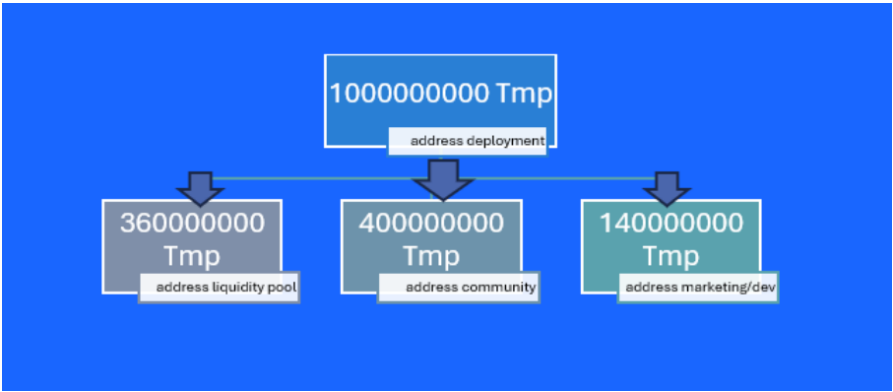 1000000000 Tmp
address deployment
360000000
Tmp
address liquidity pool
400000000
Tmp
address community
140000000
Tmp
address marketing/dev